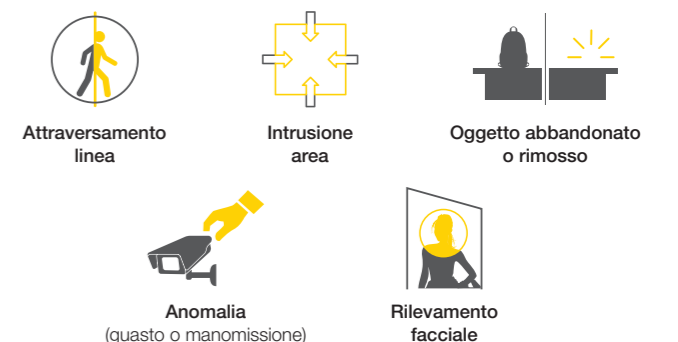 Attraversamento
linea
Intrusione
area
Oggetto abbandonato
o rimosso
Anomalia
(guasto o manomissione)
Rilevamento
facciale